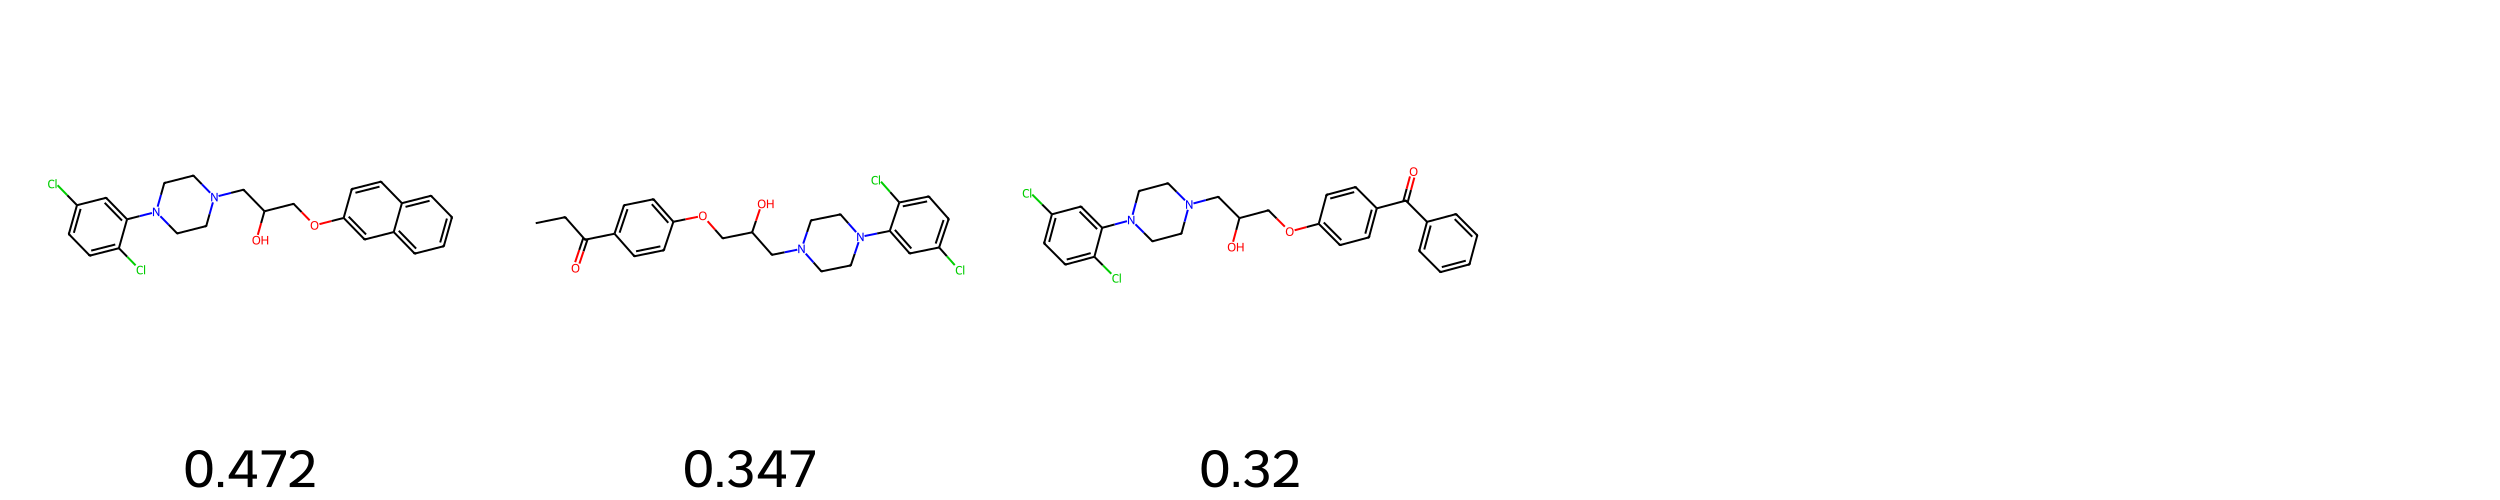 Cl N N OH O Cl
O O OH N N Cl Cl
Cl N N OH O O Cl
0.472 0.347 0.32